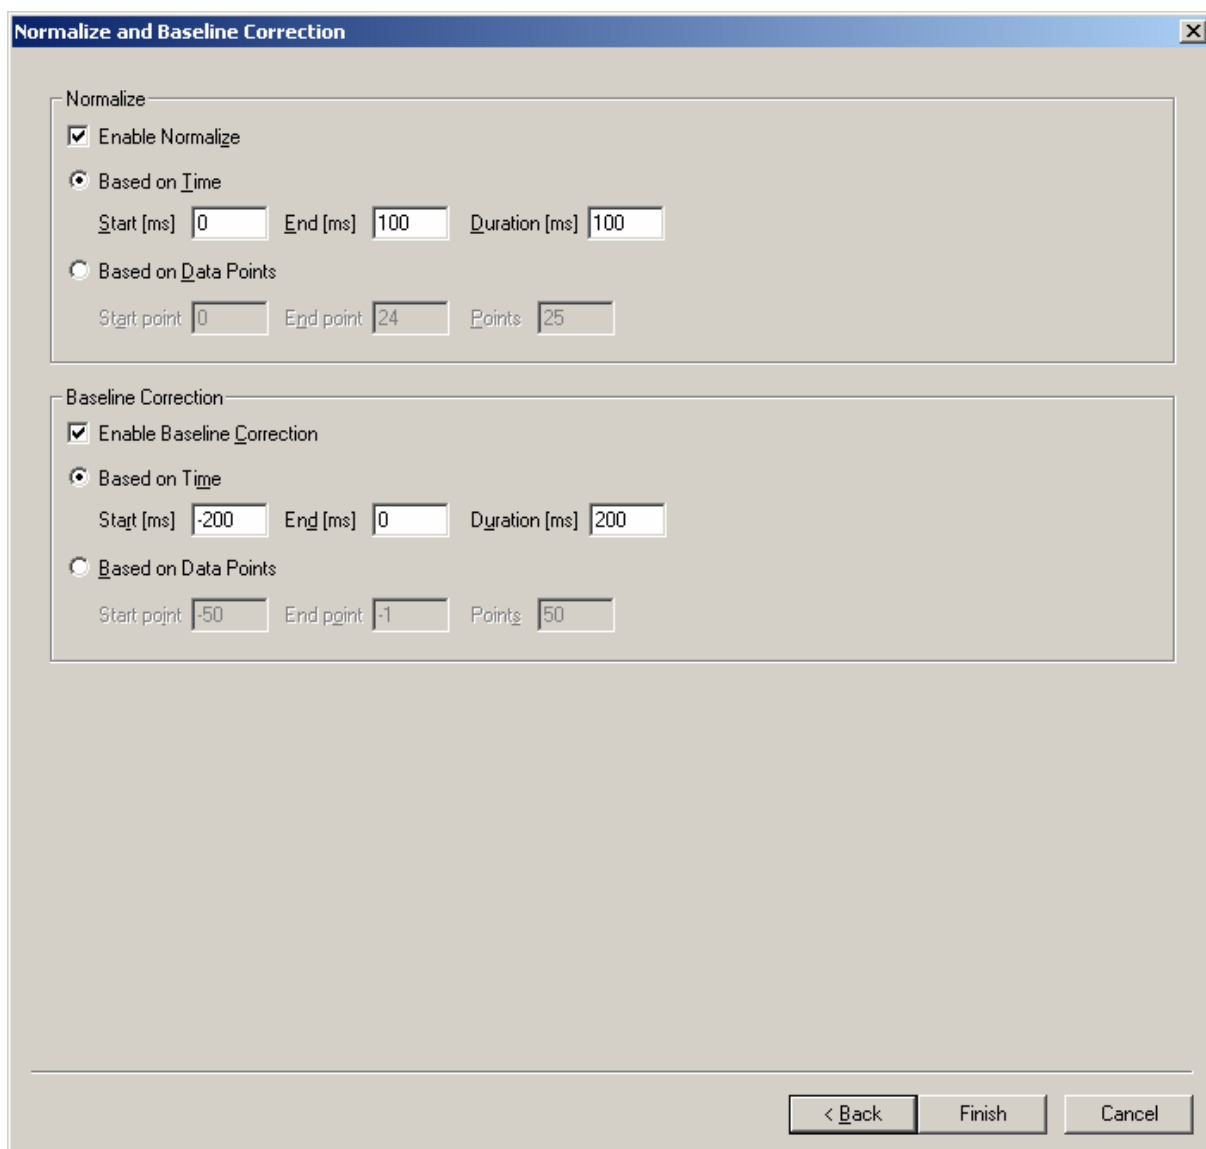 Normalize and Baseline Correction
Normalize
Enable Normalize
Based on Time
Start [ms] 0 End [ms] 100 Duration [ms] 100
Based on Data Points
Start point 0 End point 24 Points 25
Baseline Correction
Enable Baseline Correction
Based on Time
Start [ms] -200 End [ms] 0 Duration [ms] 200
Based on Data Points
Start point -50 End point -1 Points 50
< Back Finish Cancel